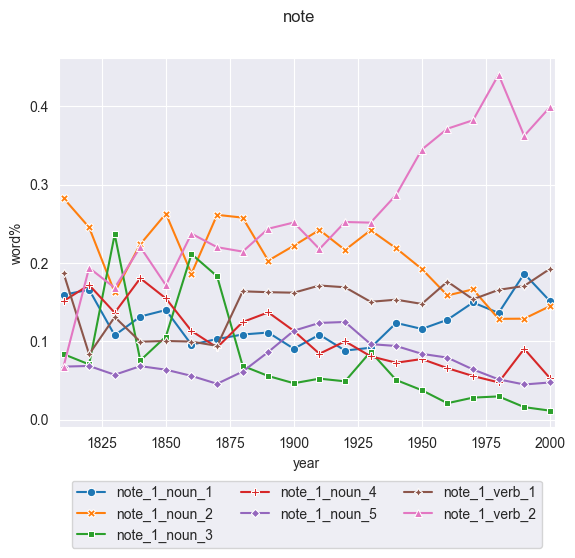 note
word%
0.4
0.3
0.2
0.1
0.0
1825 1850 1875 1900 1925 1950 1975 2000
year
note_1_noun_1 note_1_noun_4 note_1_verb_1
note_1_noun_2 note_1_noun_5 note_1_verb_2
note_1_noun_3